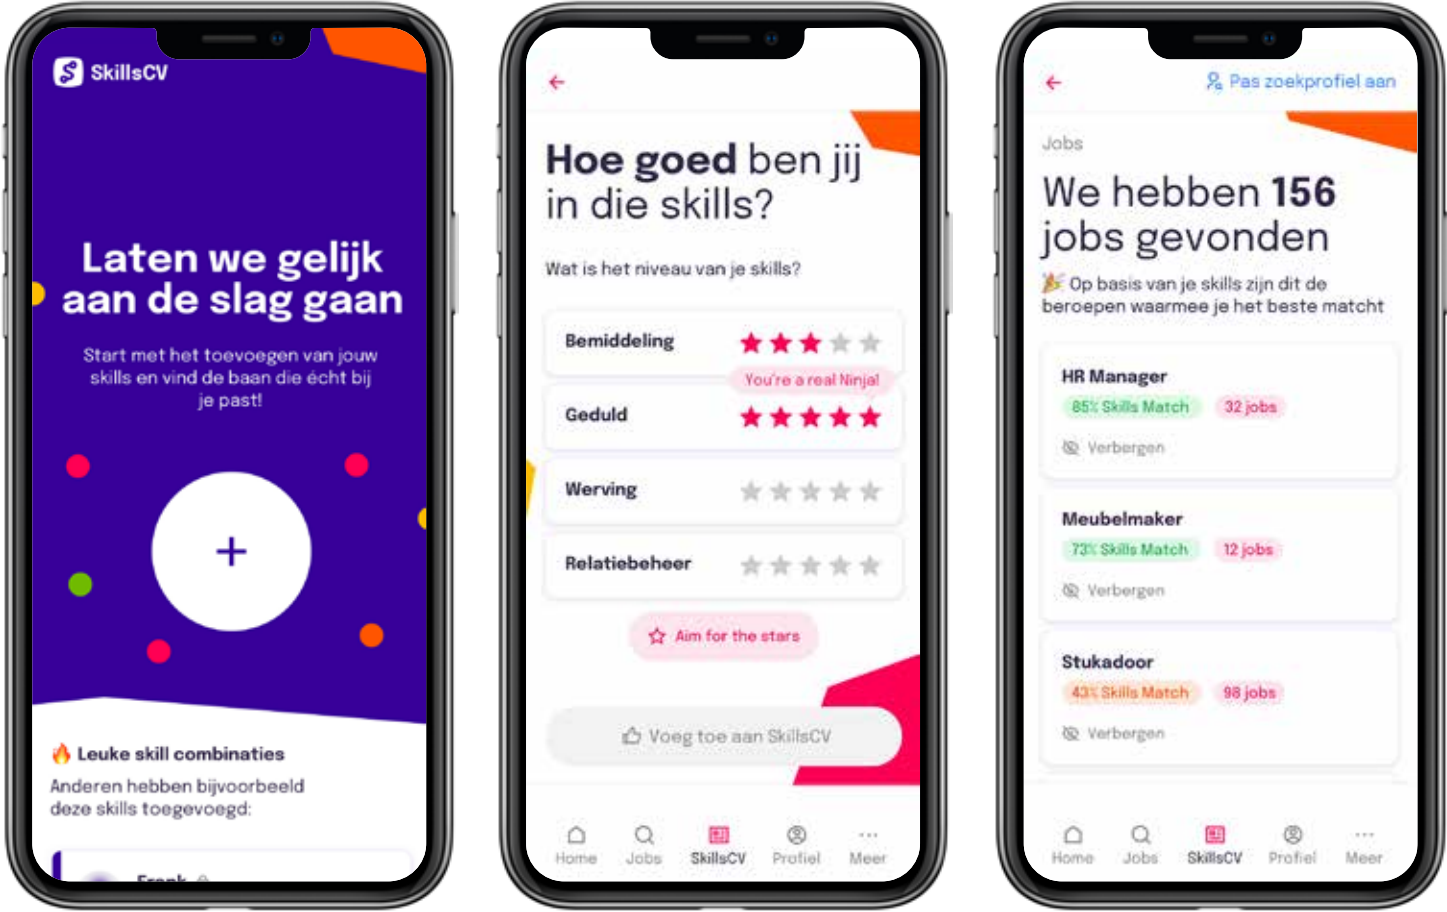 SkillsCV
Laten we gelijk
aan de slag gaan
Start met het toevoegen van jouw
skills en vind de baan die écht bij
je past!
Leuke skill combinaties
Anderen hebben bijvoorbeeld
deze skills toegevoegd:
Hoe goed ben jij
in die skills?
Wat is het niveau van je skills?
Bemiddeling
You're a real Ninja!
Geduld
Werving
Relatiebeheer
Aim for the stars
Voeg toe aan SkillsCV
Home Jobs SkillsCV Profiel Meer
Pas zoekprofiel aan
Jobs
We hebben 156
jobs gevonden
Op basis van je skills zijn dit de
beroepen waarmee je het beste matcht
HR Manager
85% Skills Match 32 jobs
Verbergen
Meubelmaker
73% Skills Match 12 jobs
Verbergen
Stukadoor
43% Skills Match 98 jobs
Verbergen
Home Jobs SkillsCV Profiel Meer